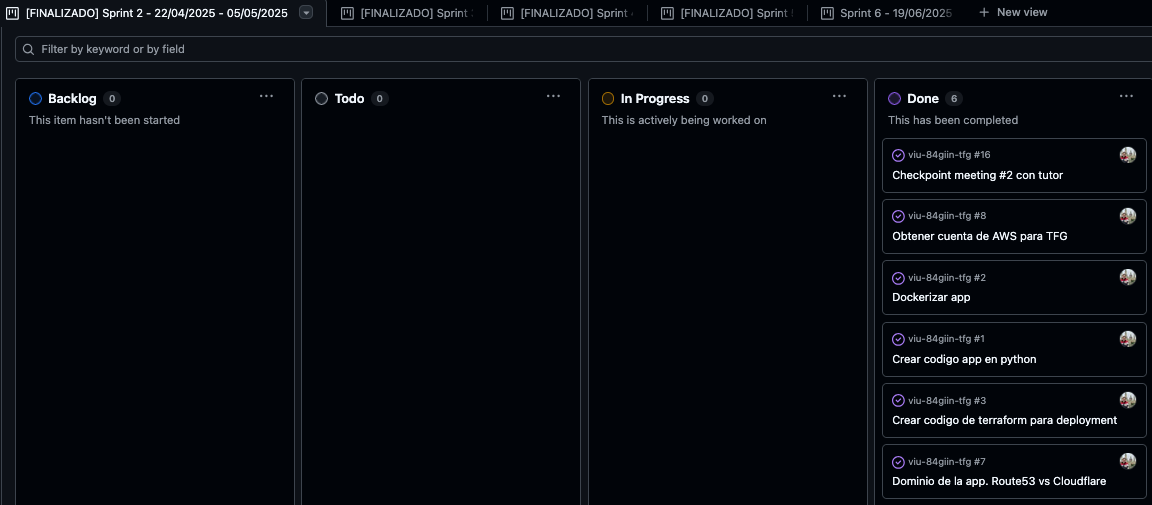 [FINALIZADO] Sprint 2 - 22/04/2025 - 05/05/2025
[FINALIZADO] Sprint
[FINALIZADO] Sprint
[FINALIZADO] Sprint
Sprint 6 - 19/06/2025
New view
Filter by keyword or by field
Backlog 0
This item hasn't been started
Todo 0
In Progress 0
This is actively being worked on
Done 6
This has been completed
viu-84giin-tfg #16
Checkpoint meeting #2 con tutor
viu-84giin-tfg #8
Obtener cuenta de AWS para TFG
viu-84giin-tfg #2
Dockerizar app
viu-84giin-tfg #1
Crear codigo app en python
viu-84giin-tfg #3
Crear codigo de terraform para deployment
viu-84giin-tfg #7
Dominio de la app. Route53 vs Cloudflare